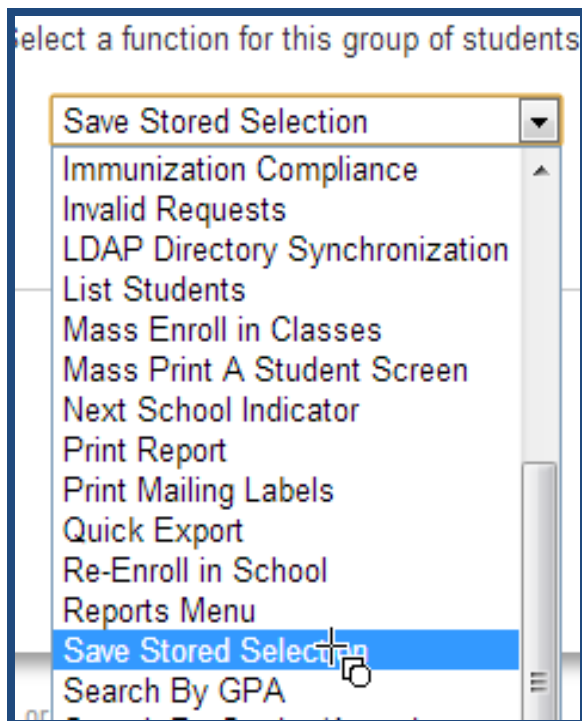 Select a function for this group of students
Save Stored Selection
Immunization Compliance
Invalid Requests
LDAP Directory Synchronization
List Students
Mass Enroll in Classes
Mass Print A Student Screen
Next School Indicator
Print Report
Print Mailing Labels
Quick Export
Re-Enroll in School
Reports Menu
Save Stored Selection
Search By GPA
or